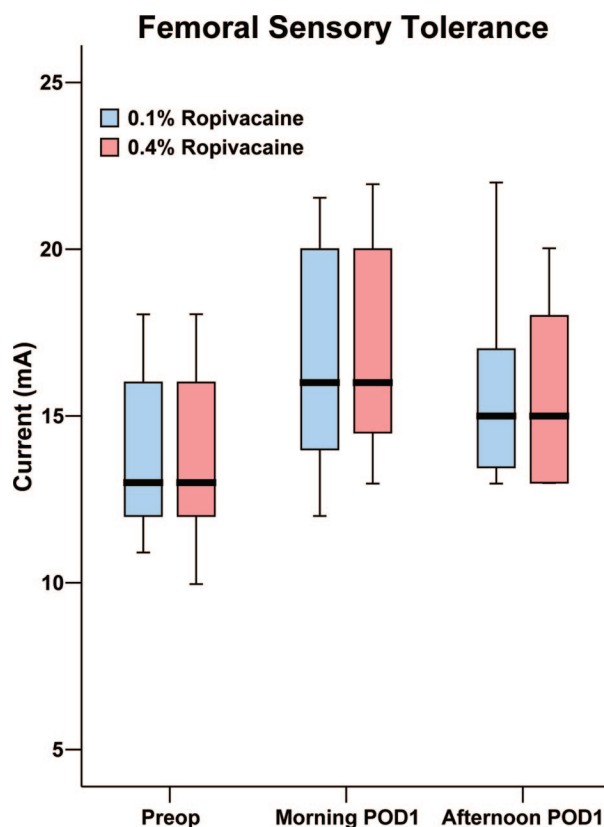 Femoral Sensory Tolerance
25
0.1% Ropivacaine
0.4% Ropivacaine
20
15
10
5
Current (mA)
Preop
Morning POD1
Afternoon POD1